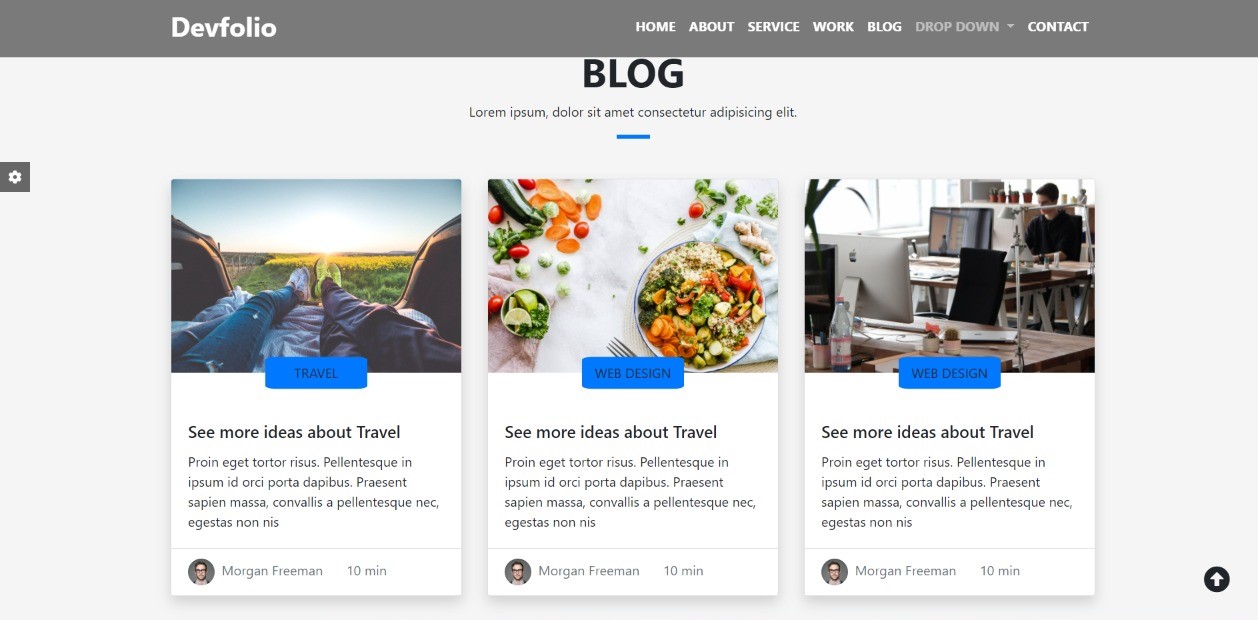 Devfolio
HOME ABOUT SERVICE WORK BLOG DROP DOWN CONTACT
BLOG
Lorem ipsum, dolor sit amet consectetur adipisicing elit.
TRAVEL
See more ideas about Travel
Proin eget tortor risus. Pellentesque in
ipsum id orci porta dapibus. Praesent
sapien massa, convallis a pellentesque nec,
egestas non nis
Morgan Freeman 10 min
WEB DESIGN
See more ideas about Travel
Proin eget tortor risus. Pellentesque in
ipsum id orci porta dapibus. Praesent
sapien massa, convallis a pellentesque nec,
egestas non nis
Morgan Freeman 10 min
WEB DESIGN
See more ideas about Travel
Proin eget tortor risus. Pellentesque in
ipsum id orci porta dapibus. Praesent
sapien massa, convallis a pellentesque nec,
egestas non nis
Morgan Freeman 10 min